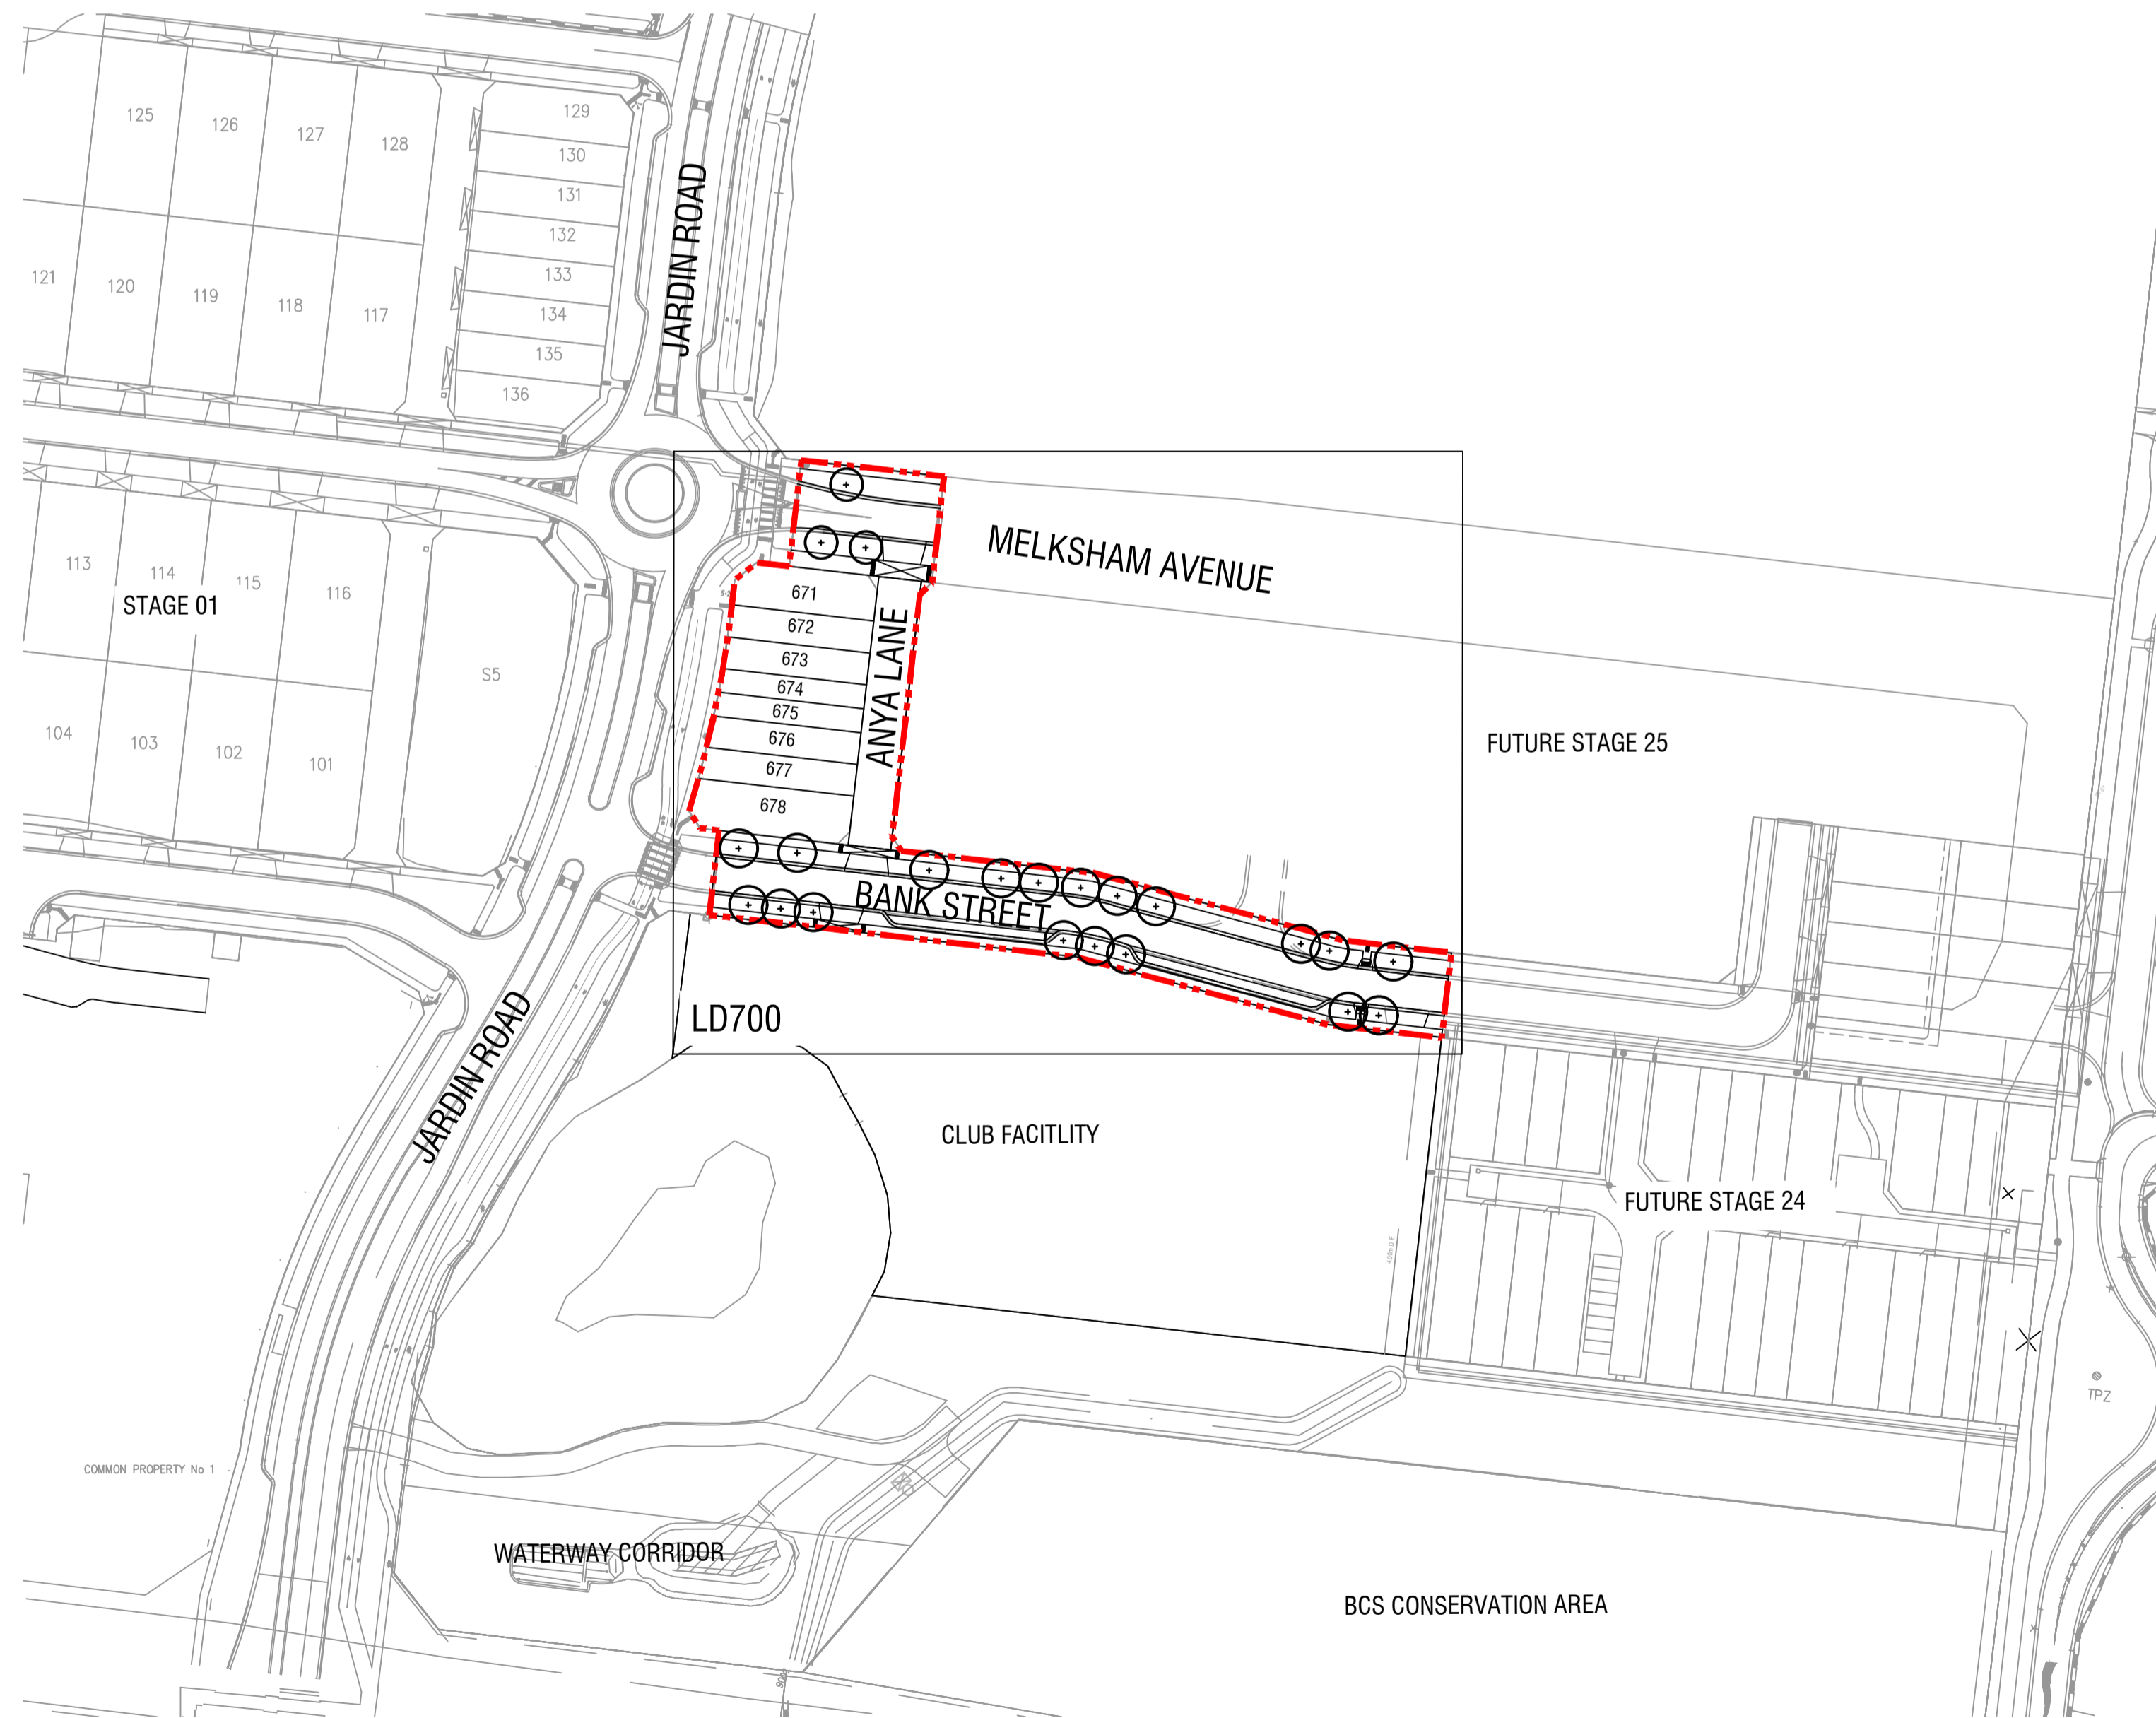 125
126
127
128
129
130
131
132
133
134
135
136
121
120
119
118
117
JARDIN ROAD
MELKSHAM AVENUE
113
114
115
116
STAGE 01
S5
104
103
102
101
671
672
673
674
675
676
677
678
ANYA LANE
FUTURE STAGE 25
BANK STREET
LD700
JARDIN ROAD
CLUB FACITLITY
FUTURE STAGE 24
TPZ
COMMON PROPERTY No 1
WATERWAY CORRIDOR
BCS CONSERVATION AREA